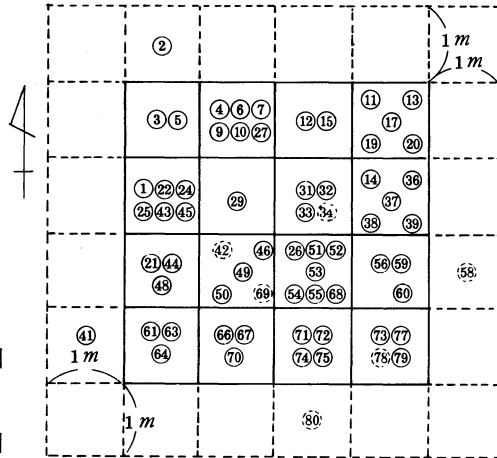 1 m
② 1 m
⑪ ⑬
④ ⑥ ⑦
③ ⑤ ⑫ ⑮ ⑰
⑨ ⑩ ㉗
⑲ ⑳
⑭ ㊱
① ㉒ ㉔ ㉛ ㉜
㉙ ㊲
㉕ ㊸ ㊺ ㉝ ㉞
㊳ ㊴
㊷ ㊻ ㉖ 51 52
㉑ ㊹ 56 59
㊾ 53 58
㊽ 60
㊿ 69 54 55 68
61 63 66 67 71 72 73 77
㊶
64 70 74 75 78 79
1 m
1 m
80